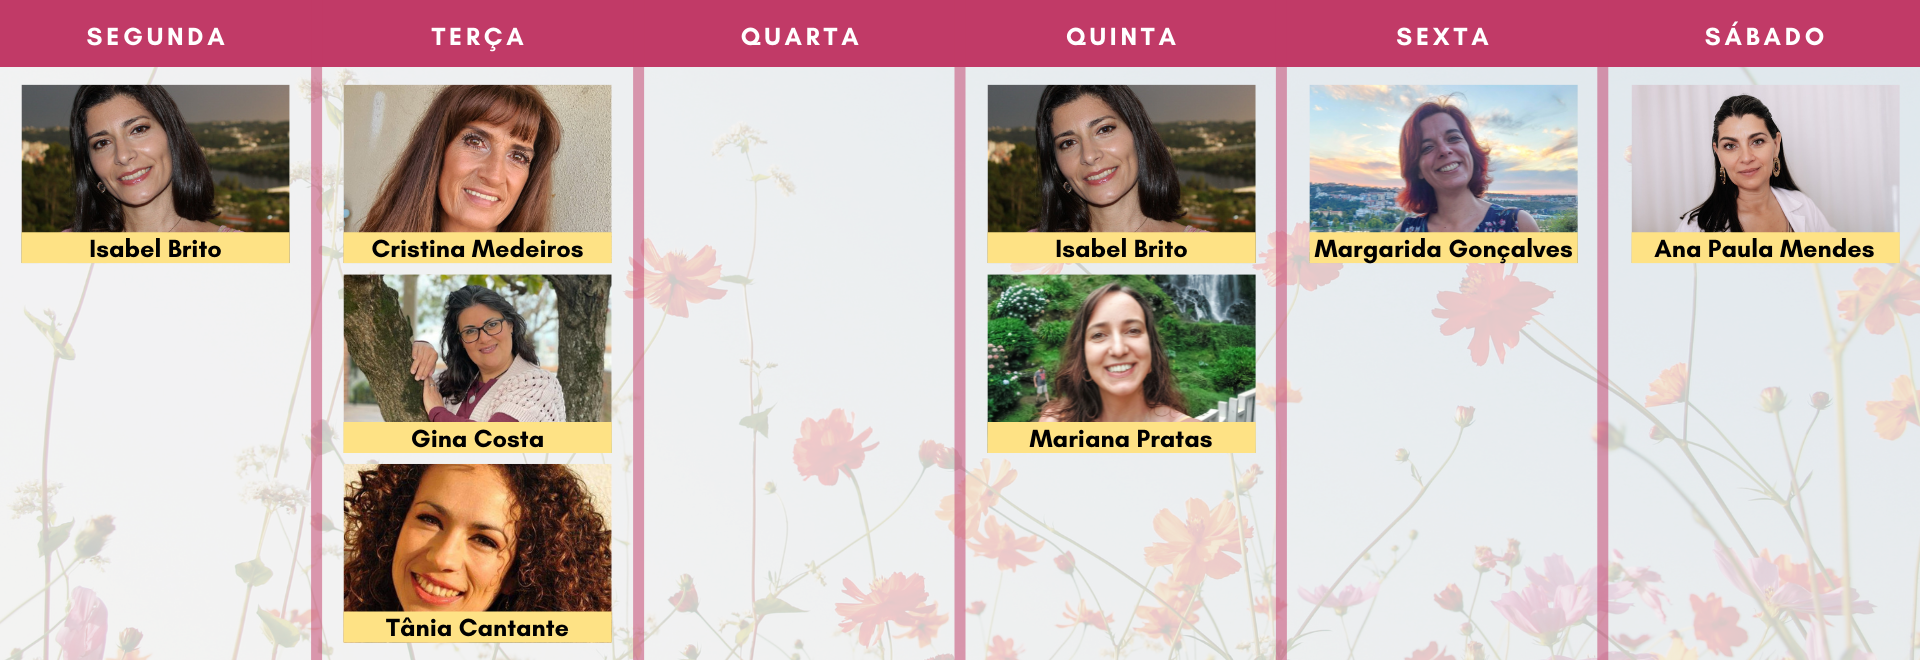 SEGUNDA
TERÇA
QUARTA
QUINTA
SEXTA
SÁBADO
Isabel Brito
Cristina Medeiros
Isabel Brito
Margarida Gonçalves
Ana Paula Mendes
Gina Costa
Mariana Pratas
Tânia Cantante